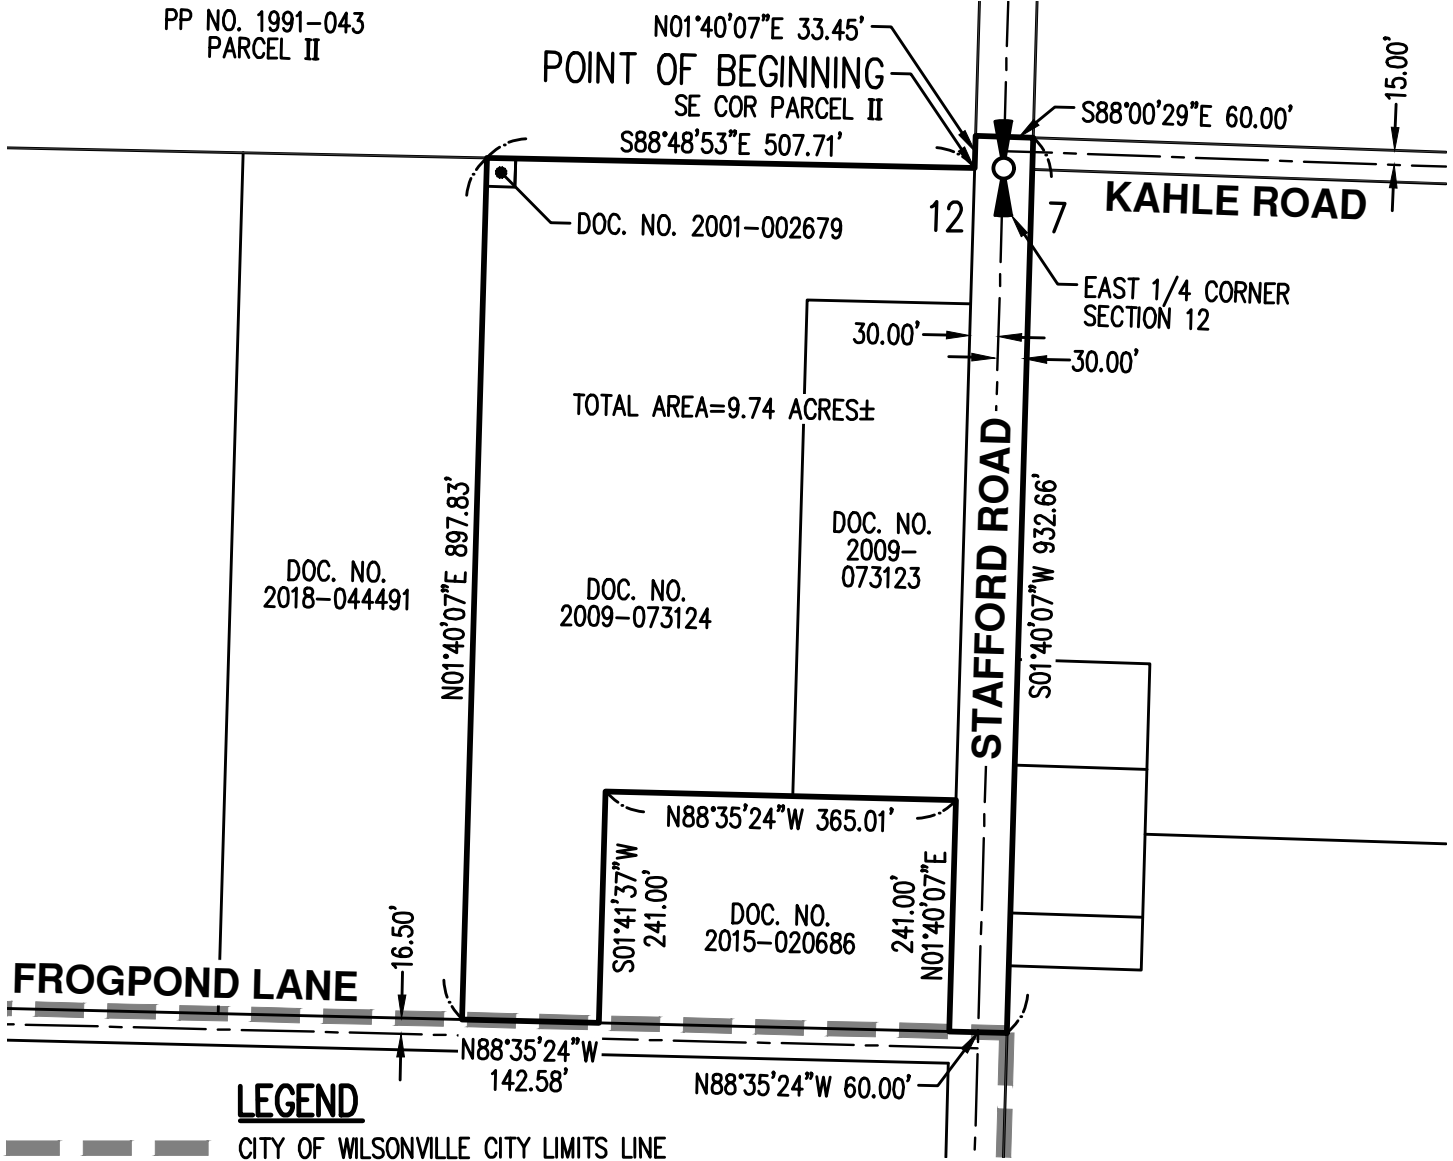 PP NO. 1991-043
PARCEL II
N01°40'07"E 33.45'
POINT OF BEGINNING
SE COR PARCEL II
S88°48'53"E 507.71'
S88°00'29"E 60.00'
15.00'
KAHLE ROAD
12
7
DOC. NO. 2001-002679
EAST 1/4 CORNER
SECTION 12
30.00'
30.00'
TOTAL AREA=9.74 ACRES±
STAFFORD ROAD
N01°40'07"E 897.83'
S01°40'07"W 932.66'
DOC. NO.
2018-044491
DOC. NO.
2009-073124
DOC. NO.
2009-
073123
N88°35'24"W 365.01'
S01°41'37"W
241.00'
DOC. NO.
2015-020686
241.00'
N01°40'07"E
16.50'
FROGPOND LANE
N88°35'24"W
142.58'
N88°35'24"W 60.00'
LEGEND
CITY OF WILSONVILLE CITY LIMITS LINE